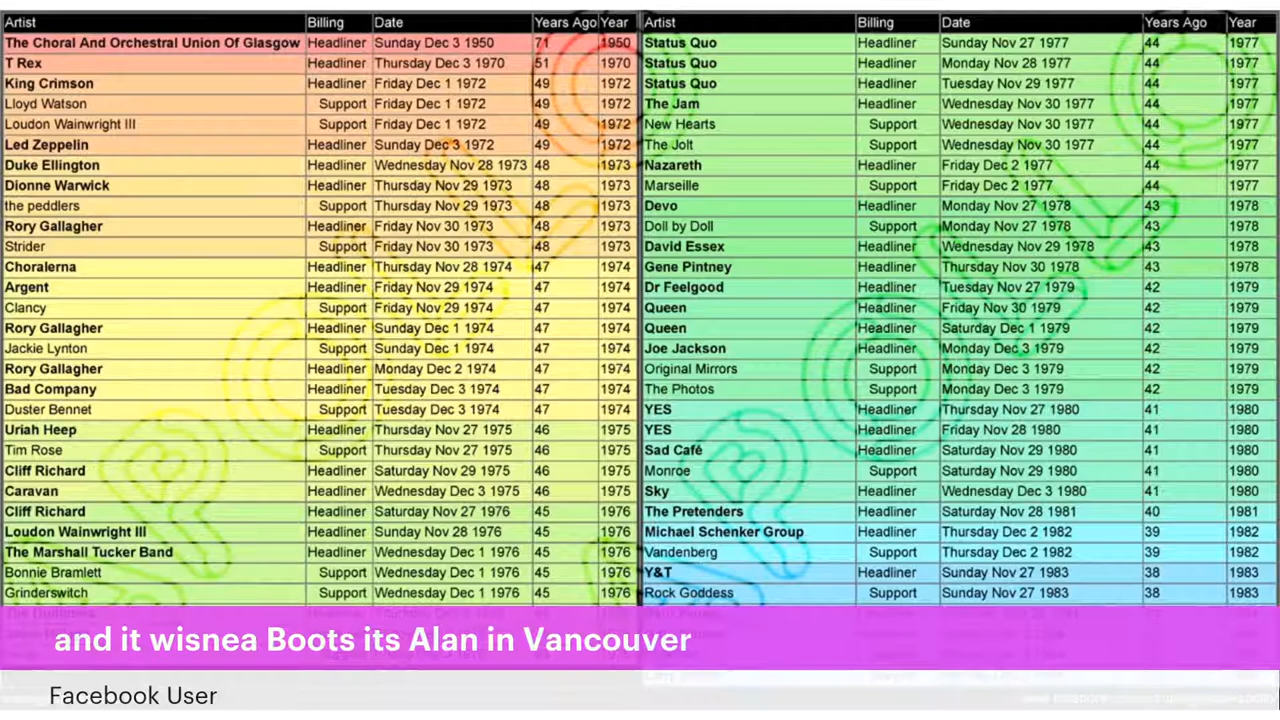 Artist Billing Date Years Ago Year
The Choral And Orchestral Union Of Glasgow Headliner Sunday Dec 3 1950 71 1950
T Rex Headliner Thursday Dec 3 1970 51 1970
King Crimson Headliner Friday Dec 1 1972 49 1972
Lloyd Watson Support Friday Dec 1 1972 49 1972
Loudon Wainwright III Support Friday Dec 1 1972 49 1972
Led Zeppelin Headliner Sunday Dec 3 1972 49 1972
Duke Ellington Headliner Wednesday Nov 28 1973 48 1973
Dionne Warwick Headliner Thursday Nov 29 1973 48 1973
the peddlers Support Thursday Nov 29 1973 48 1973
Rory Gallagher Headliner Friday Nov 30 1973 48 1973
Strider Support Friday Nov 30 1973 48 1973
Choralerna Headliner Thursday Nov 28 1974 47 1974
Argent Headliner Friday Nov 29 1974 47 1974
Clancy Support Friday Nov 29 1974 47 1974
Rory Gallagher Headliner Sunday Dec 1 1974 47 1974
Jackie Lynton Support Sunday Dec 1 1974 47 1974
Rory Gallagher Headliner Monday Dec 2 1974 47 1974
Bad Company Headliner Tuesday Dec 3 1974 47 1974
Duster Bennet Support Tuesday Dec 3 1974 47 1974
Uriah Heep Headliner Thursday Nov 27 1975 46 1975
Tim Rose Support Thursday Nov 27 1975 46 1975
Cliff Richard Headliner Saturday Nov 29 1975 46 1975
Caravan Headliner Wednesday Dec 3 1975 46 1975
Cliff Richard Headliner Saturday Nov 27 1976 45 1976
Loudon Wainwright III Headliner Sunday Nov 28 1976 45 1976
The Marshall Tucker Band Headliner Wednesday Dec 1 1976 45 1976
Bonnie Bramlett Support Wednesday Dec 1 1976 45 1976
Grinderswitch Support Wednesday Dec 1 1976 45 1976
Artist Billing Date Years Ago Year
Status Quo Headliner Sunday Nov 27 1977 44 1977
Status Quo Headliner Monday Nov 28 1977 44 1977
Status Quo Headliner Tuesday Nov 29 1977 44 1977
The Jam Headliner Wednesday Nov 30 1977 44 1977
New Hearts Support Wednesday Nov 30 1977 44 1977
The Jolt Support Wednesday Nov 30 1977 44 1977
Nazareth Headliner Friday Dec 2 1977 44 1977
Marseille Support Friday Dec 2 1977 44 1977
Devo Headliner Monday Nov 27 1978 43 1978
Doll by Doll Support Monday Nov 27 1978 43 1978
David Essex Headliner Wednesday Nov 29 1978 43 1978
Gene Pintney Headliner Thursday Nov 30 1978 43 1978
Dr Feelgood Headliner Tuesday Nov 27 1979 42 1979
Queen Headliner Friday Nov 30 1979 42 1979
Queen Headliner Saturday Dec 1 1979 42 1979
Joe Jackson Headliner Monday Dec 3 1979 42 1979
Original Mirrors Support Monday Dec 3 1979 42 1979
The Photos Support Monday Dec 3 1979 42 1979
YES Headliner Thursday Nov 27 1980 41 1980
YES Headliner Friday Nov 28 1980 41 1980
Sad Café Headliner Saturday Nov 29 1980 41 1980
Monroe Support Saturday Nov 29 1980 41 1980
Sky Headliner Wednesday Dec 3 1980 41 1980
The Pretenders Headliner Saturday Nov 28 1981 40 1981
Michael Schenker Group Headliner Thursday Dec 2 1982 39 1982
Vandenberg Support Thursday Dec 2 1982 39 1982
Y&T Headliner Sunday Nov 27 1983 38 1983
Rock Goddess Support Sunday Nov 27 1983 38 1983
APOLLO
APOLLO
and it wisnea Boots its Alan in Vancouver
Facebook User